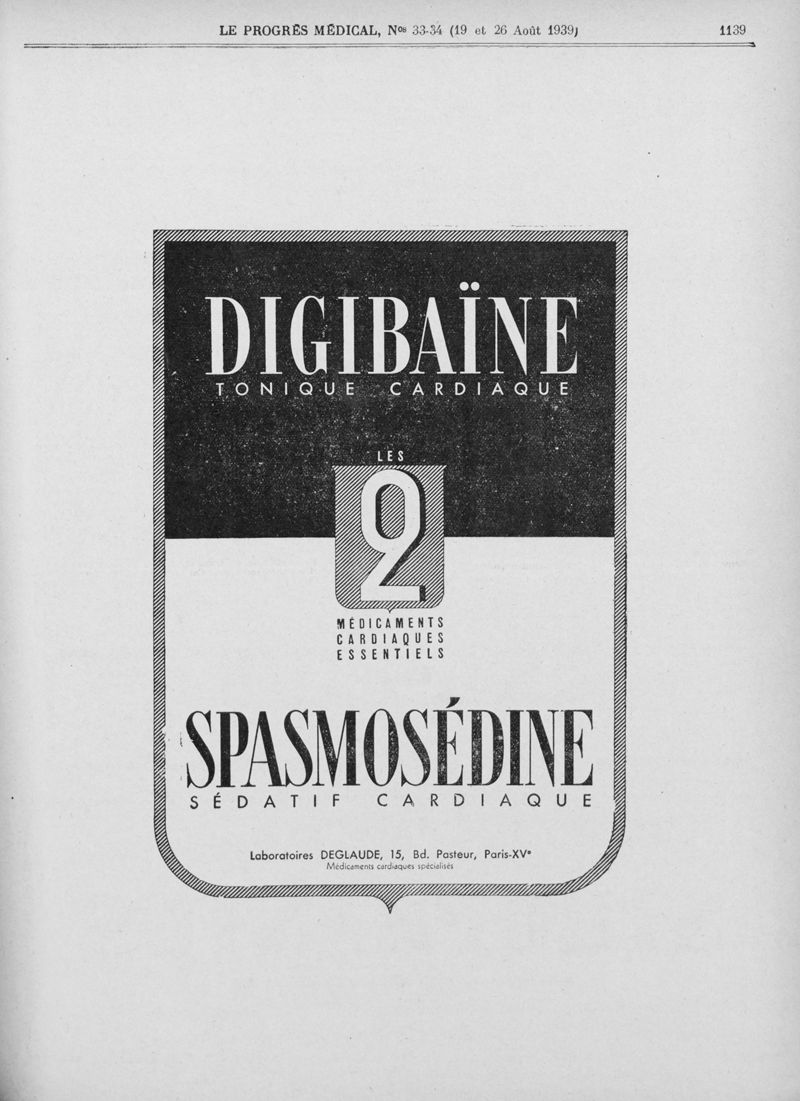 LE PROGRÈS MÉDICAL, Nos 33-34 (19 et 26 Août 1939) 1139
DIGIBAÏNE
TONIQUE CARDIAQUE
LES
2
MÉDICAMENTS
CARDIAQUES
ESSENTIELS
SPASMOSÉDINE
SÉDATIF CARDIAQUE
Laboratoires DEGLAUDE, 15, Bd. Pasteur, Paris-XVe
Médicaments cardiaques spécialisés